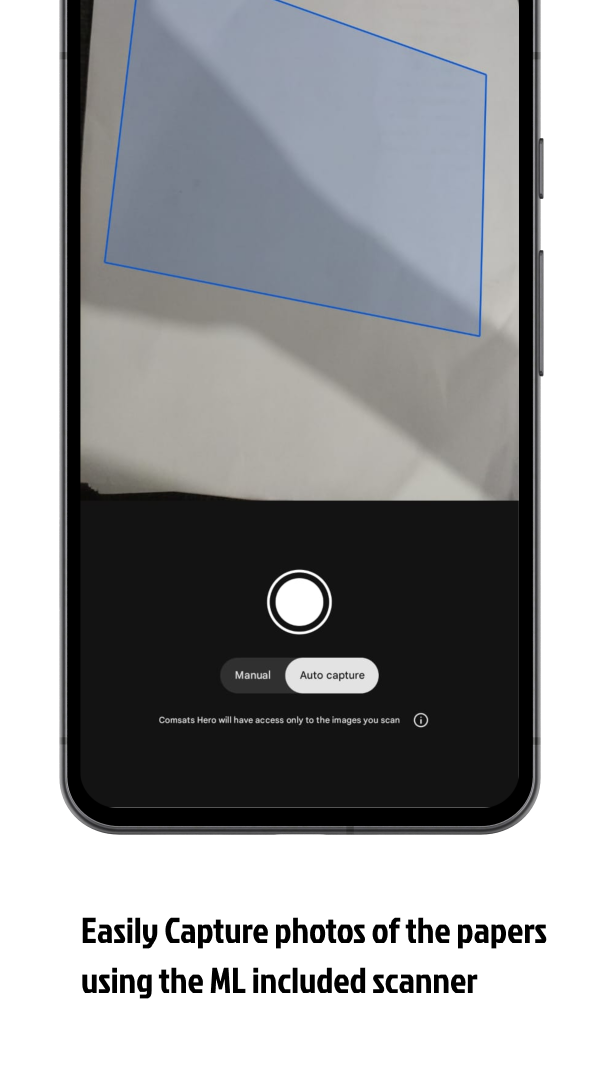 Manual Auto capture
Comsats Hero will have access only to the images you scan
Easily Capture photos of the papers
using the ML included scanner